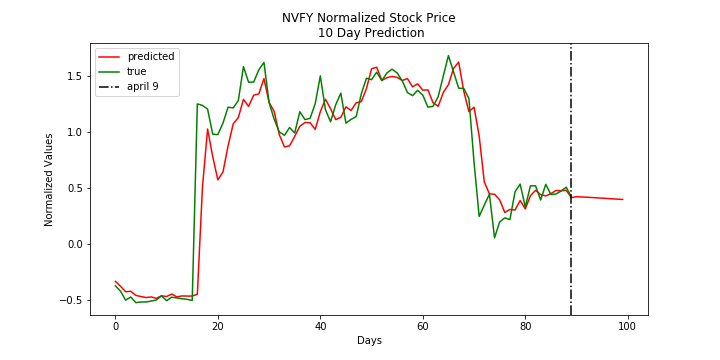 NVFY Normalized Stock Price
10 Day Prediction
predicted
true
april 9
Normalized Values
1.5
1.0
0.5
0.0
−0.5
0
20
40
60
80
100
Days